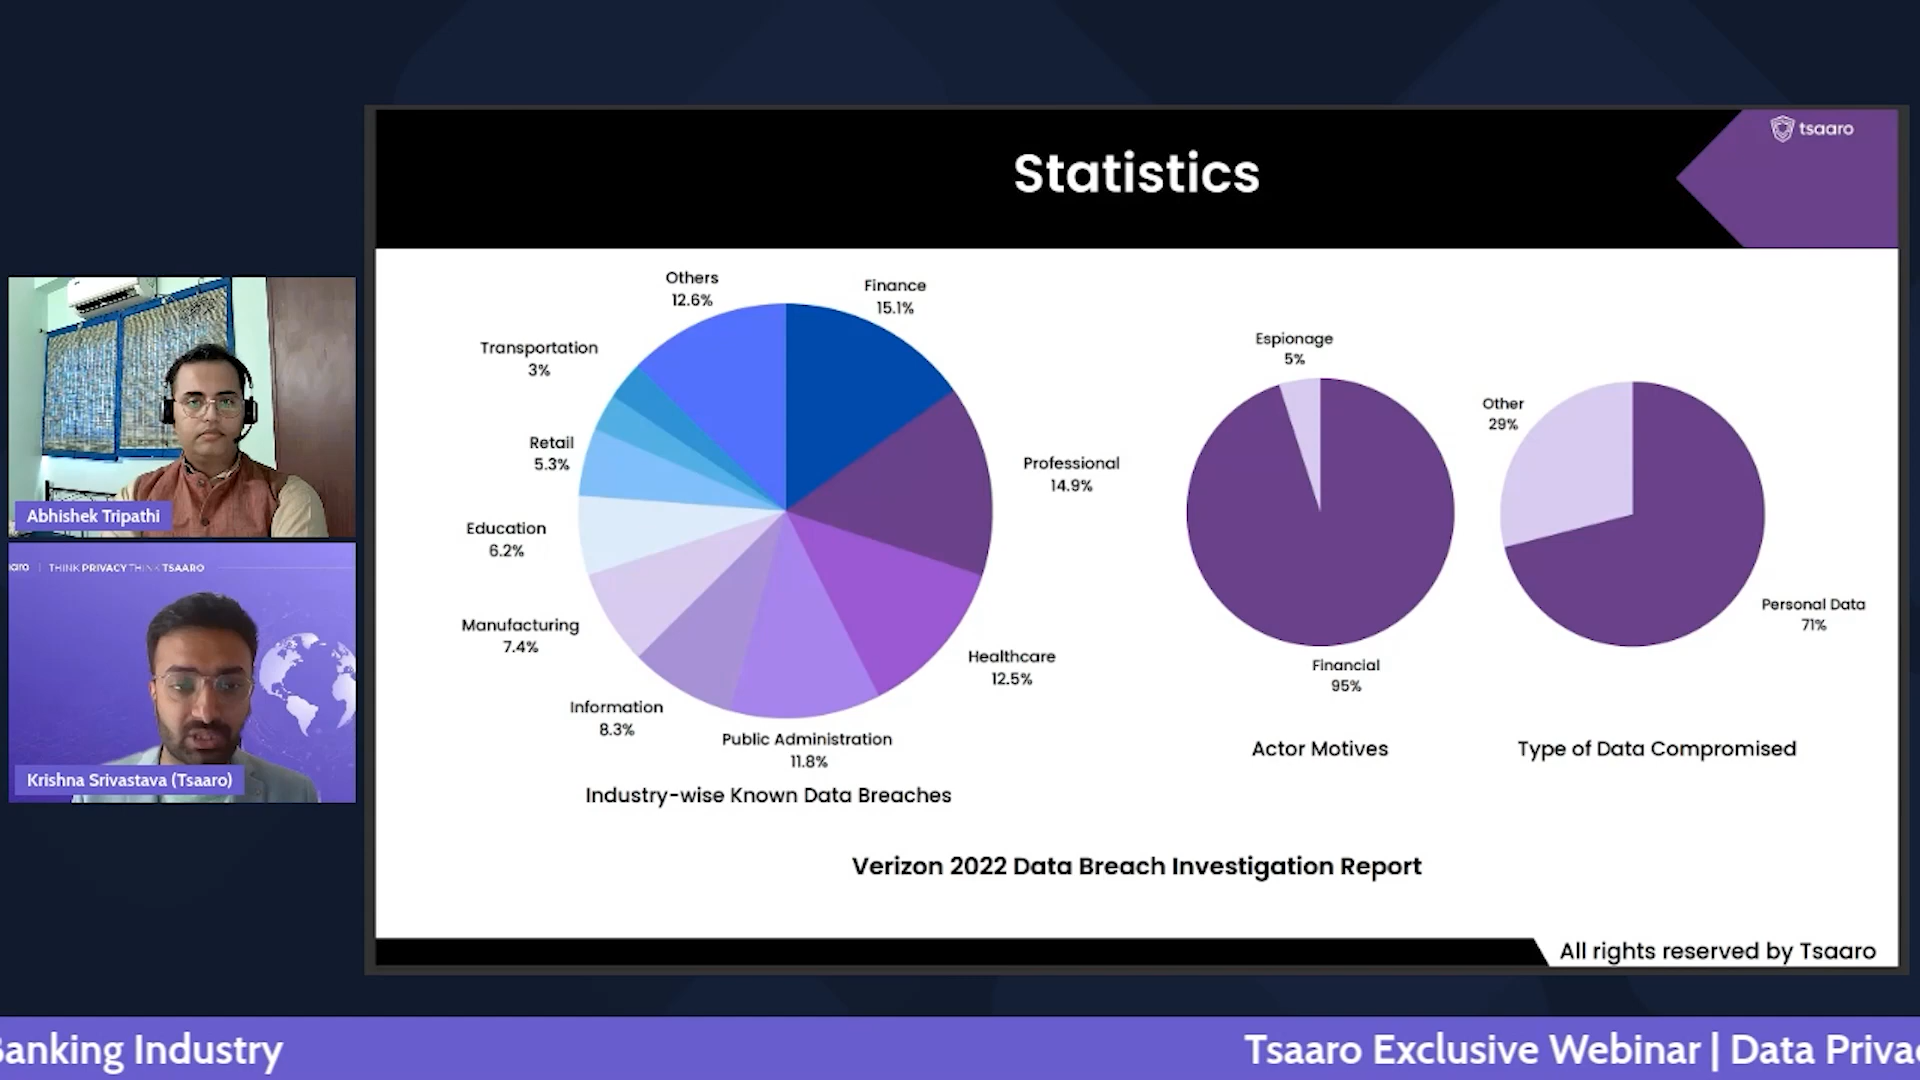 Statistics
tsaaro
Others
12.6%
Finance
15.1%
Transportation
3%
Professional
14.9%
Retail
5.3%
Education
6.2%
Manufacturing
7.4%
Healthcare
12.5%
Information
8.3%
Public Administration
11.8%
Industry-wise Known Data Breaches
Espionage
5%
Financial
95%
Actor Motives
Other
29%
Personal Data
71%
Type of Data Compromised
Verizon 2022 Data Breach Investigation Report
All rights reserved by Tsaaro
Abhishek Tripathi
aro | THINK PRIVACY THINK TSAARO
Krishna Srivastava (Tsaaro)
Banking Industry
Tsaaro Exclusive Webinar | Data Privac